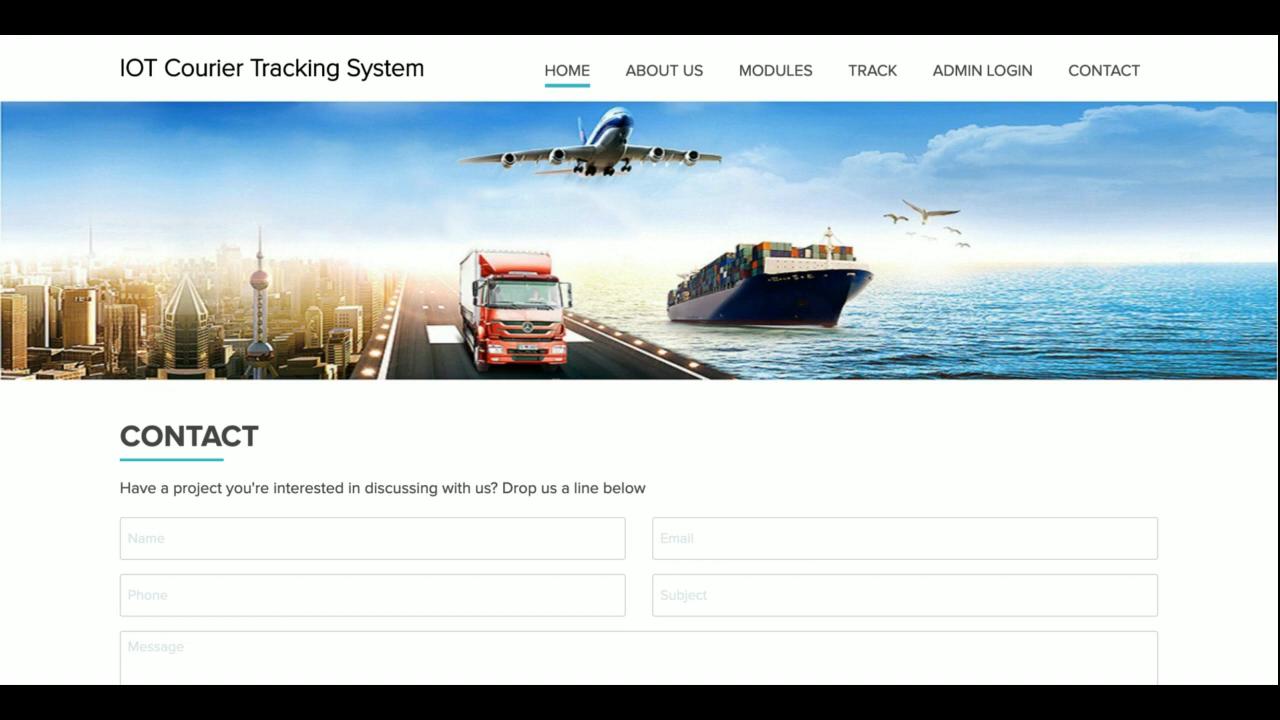 IOT Courier Tracking System
HOME ABOUT US MODULES TRACK ADMIN LOGIN CONTACT
CONTACT
Have a project you're interested in discussing with us? Drop us a line below
Name Email
Phone Subject
Message